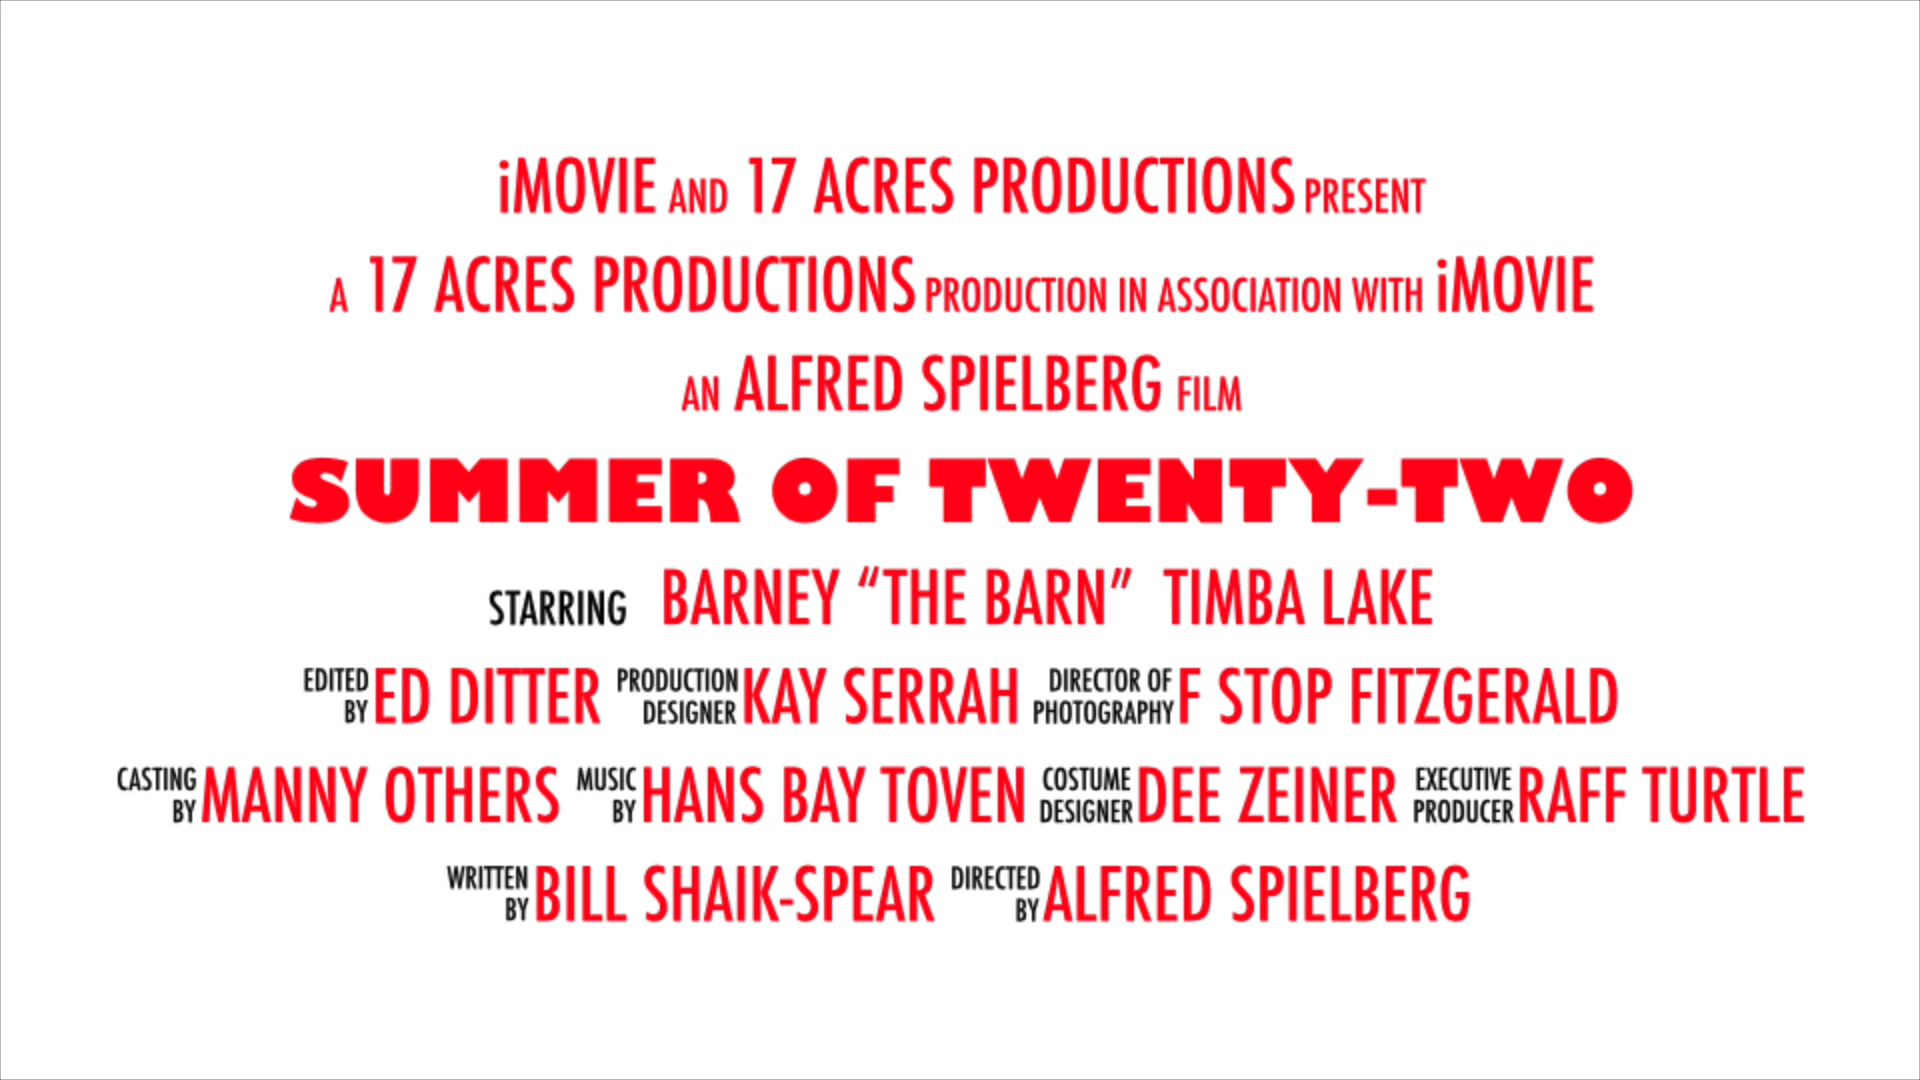 iMOVIE AND 17 ACRES PRODUCTIONS PRESENT
A 17 ACRES PRODUCTIONS PRODUCTION IN ASSOCIATION WITH iMOVIE
AN ALFRED SPIELBERG FILM
SUMMER OF TWENTY-TWO
STARRING BARNEY “THE BARN” TIMBA LAKE
EDITED BY ED DITTER PRODUCTION DESIGNER KAY SERRAH DIRECTOR OF PHOTOGRAPHY F STOP FITZGERALD
CASTING BY MANNY OTHERS MUSIC BY HANS BAY TOVEN COSTUME DESIGNER DEE ZEINER EXECUTIVE PRODUCER RAFF TURTLE
WRITTEN BY BILL SHAIK-SPEAR DIRECTED BY ALFRED SPIELBERG